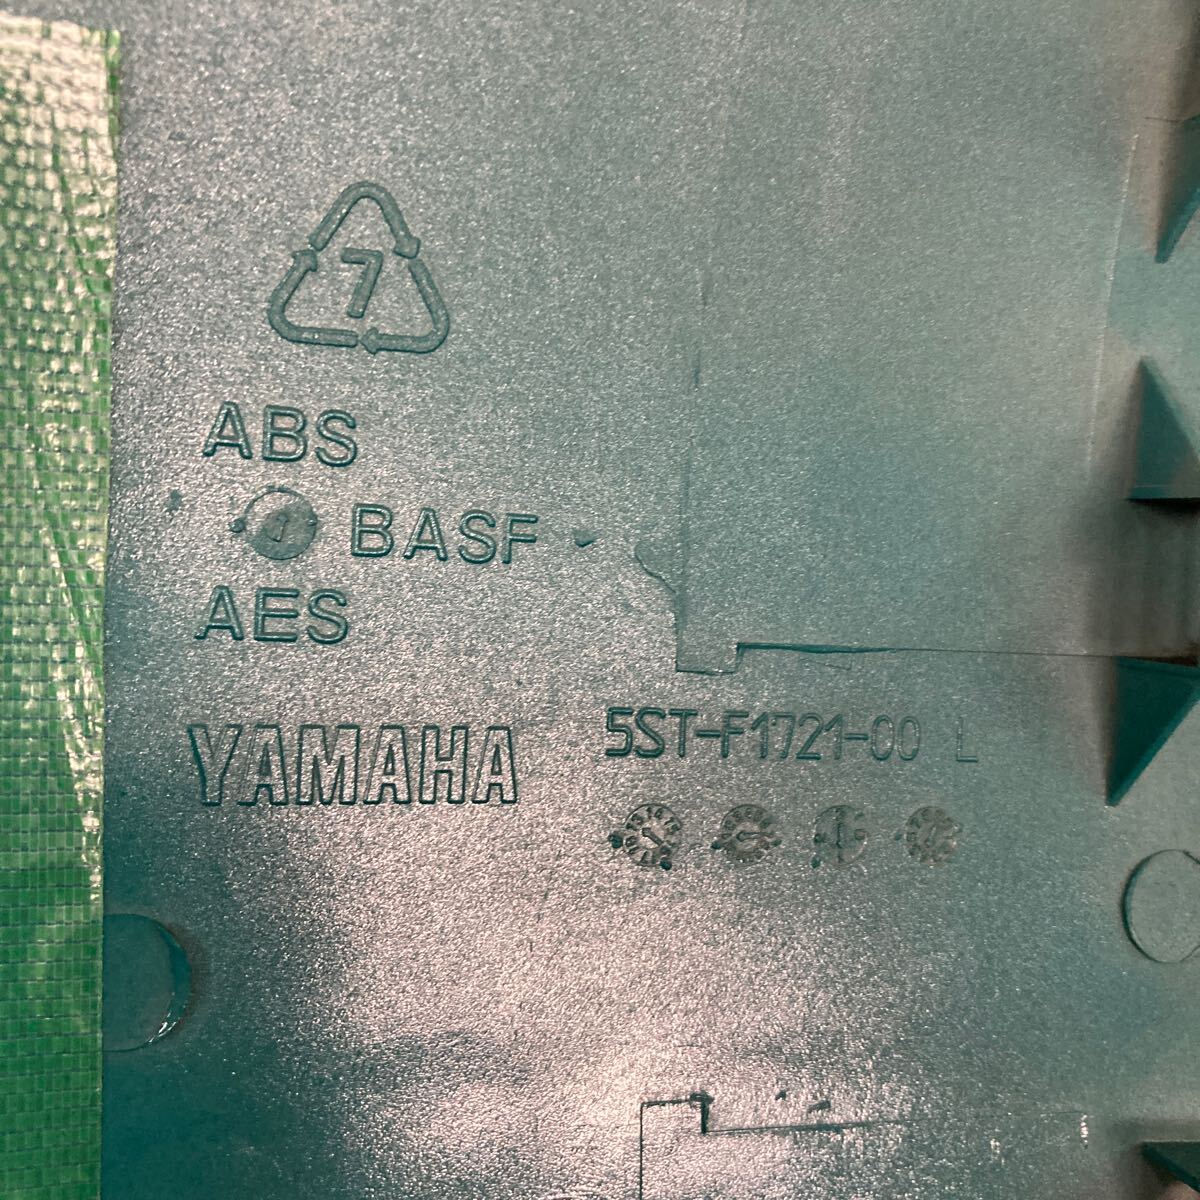 7
ABS
BASF
AES
YAMAHA
5ST-F1721-00 L